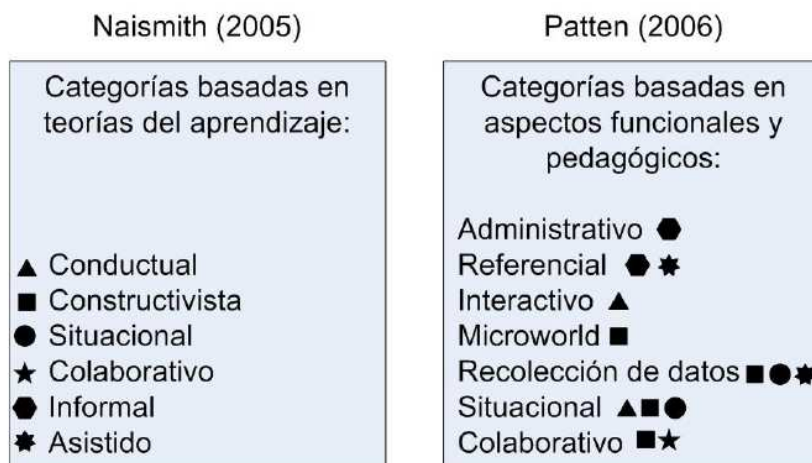 Naismith (2005)
Categorías basadas en
teorías del aprendizaje:
Conductual
Constructivista
Situacional
Colaborativo
Informal
Asistido
Patten (2006)
Categorías basadas en
aspectos funcionales y
pedagógicos:
Administrativo
Referencial
Interactivo
Microworld
Recolección de datos
Situacional
Colaborativo